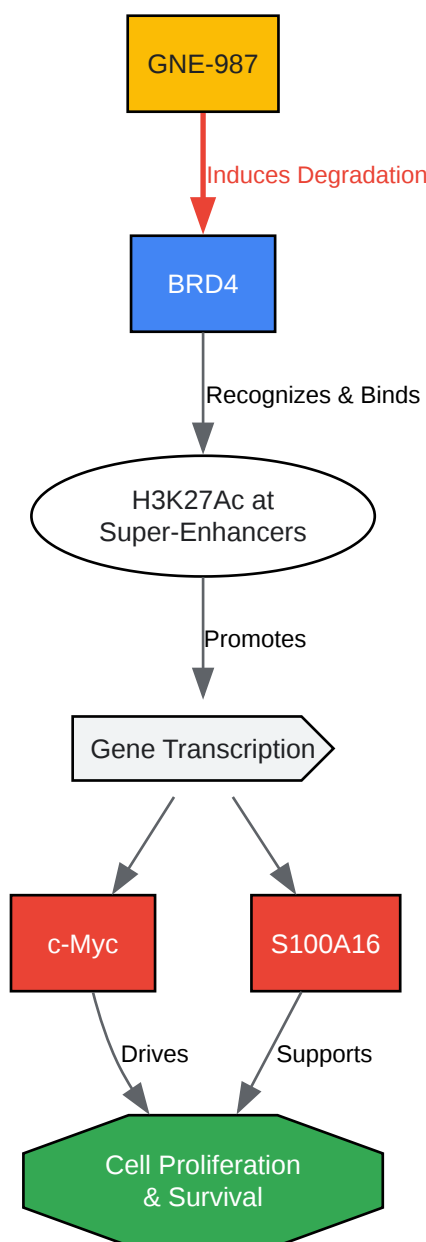 GNE-987
Induces Degradation
BRD4
Recognizes & Binds
H3K27Ac at
Super-Enhancers
Promotes
Gene Transcription
c-Myc
S100A16
Drives
Supports
Cell Proliferation
& Survival